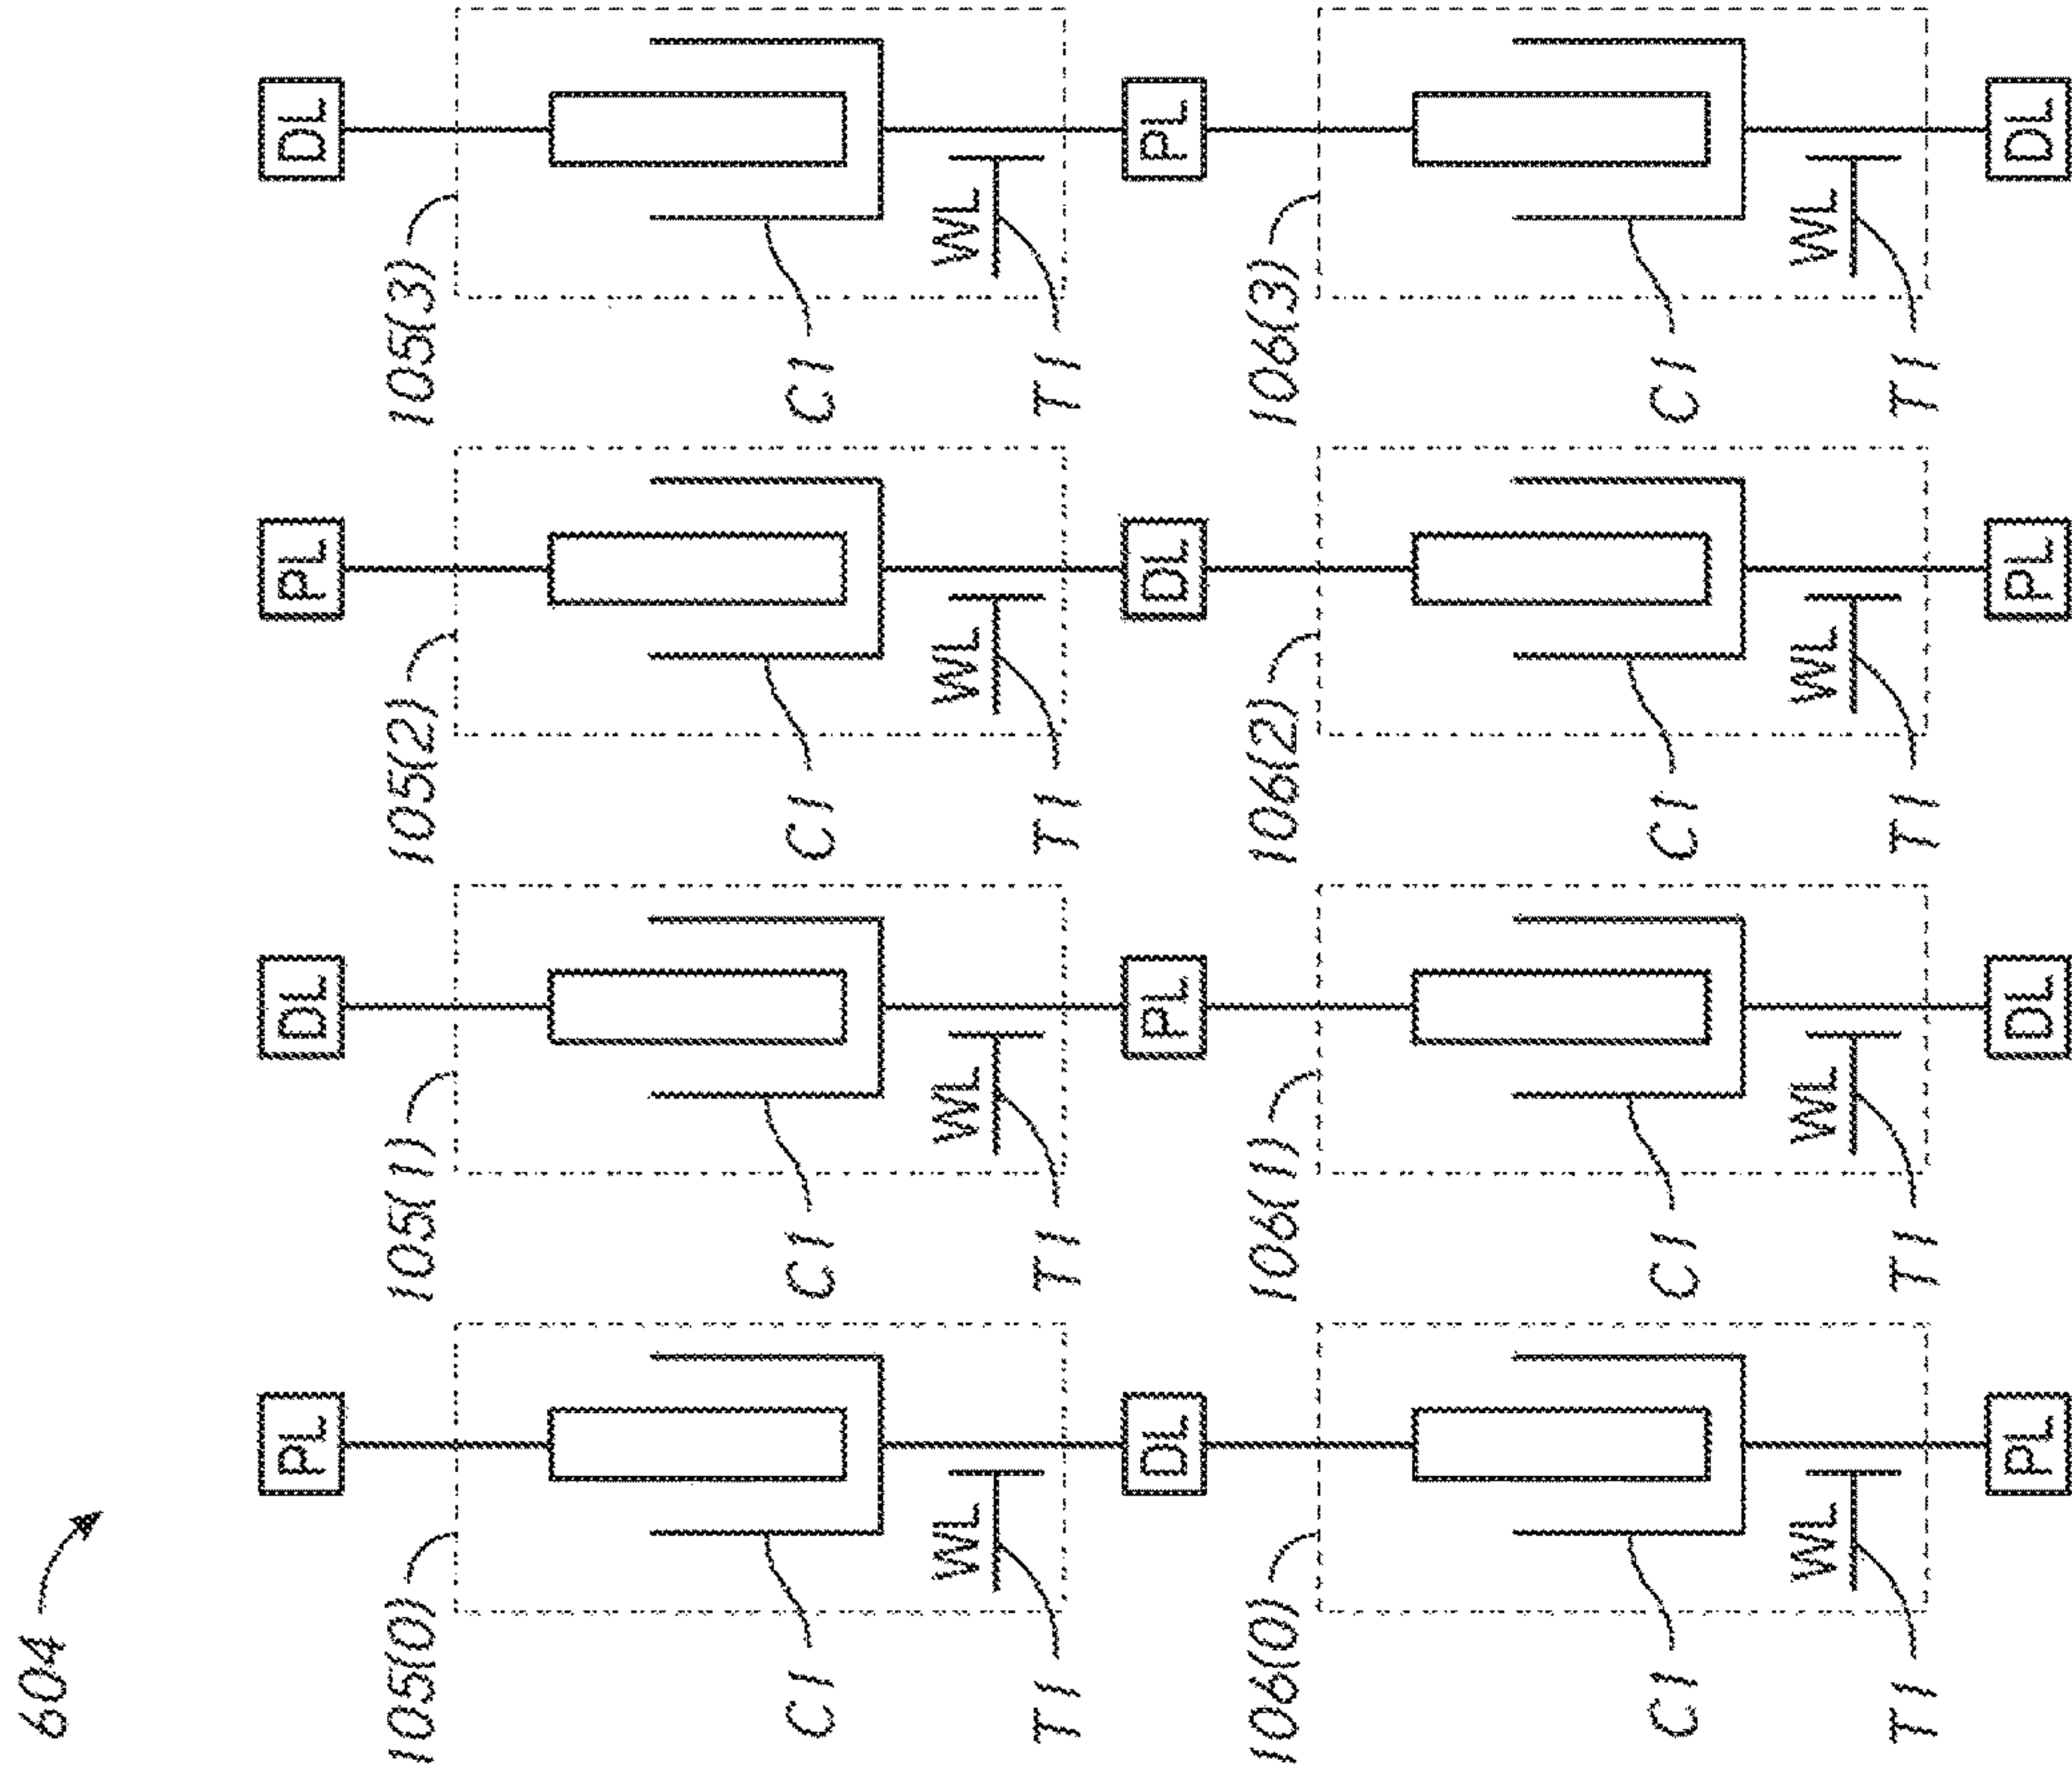 604
PL DL PL DL
105(0) 105(1) 105(2) 105(3)
C1 C1 C1 C1
WL WL WL WL
T1 T1 T1 T1
DL PL DL PL
106(0) 106(1) 106(2) 106(3)
C1 C1 C1 C1
WL WL WL WL
T1 T1 T1 T1
PL DL PL DL